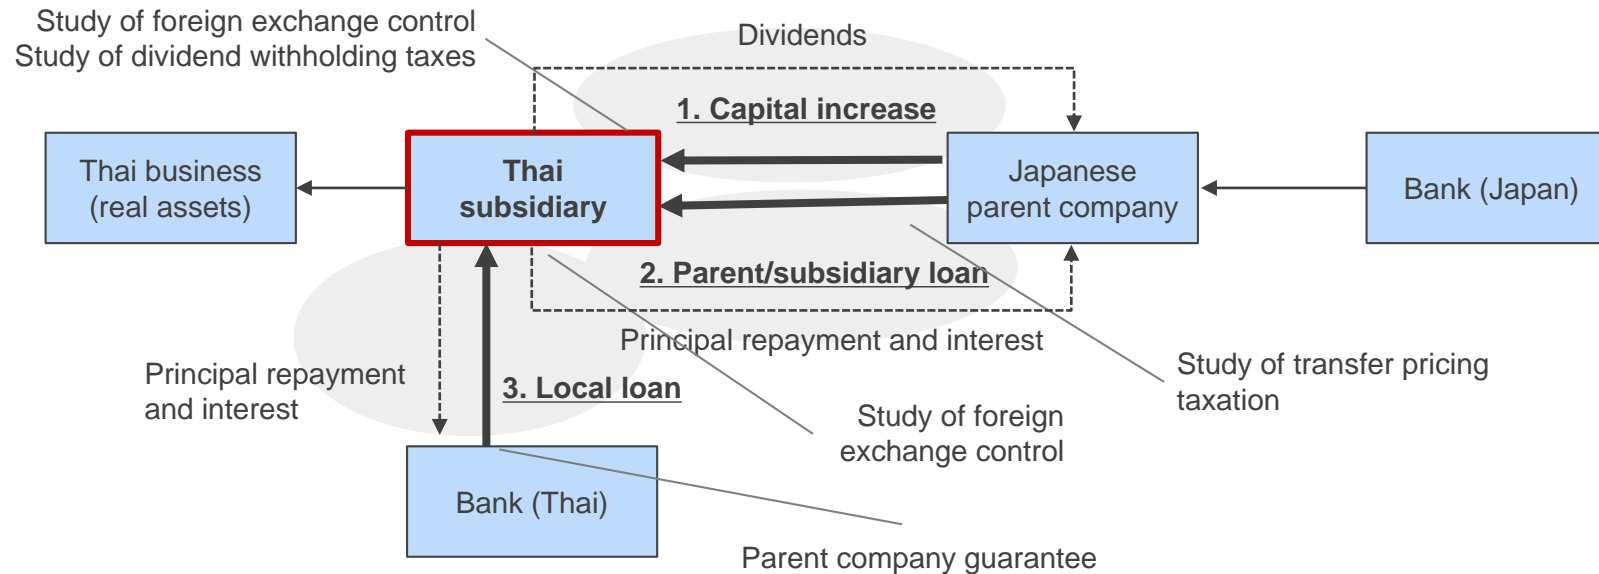 Study of foreign exchange control
Study of dividend withholding taxes
Dividends
1. Capital increase
Thai business
(real assets)
Thai
subsidiary
Japanese
parent company
Bank (Japan)
2. Parent/subsidiary loan
Principal repayment and interest
Principal repayment
and interest
3. Local loan
Study of transfer pricing
taxation
Study of foreign
exchange control
Bank (Thai)
Parent company guarantee